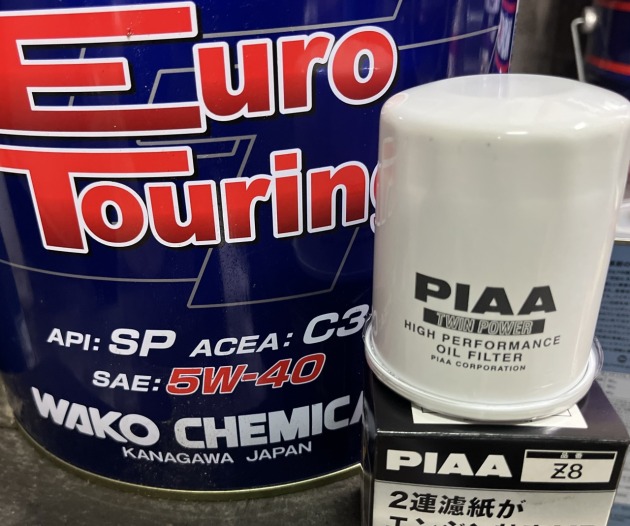 Euro
Touring
API: SP ACEA: C3
SAE: 5W-40
WAKO CHEMICA
KANAGAWA JAPAN
PIAA
TWIN POWER
HIGH PERFORMANCE
OIL FILTER
PIAA CORPORATION
PIAA 品番
Z8
2連濾紙が